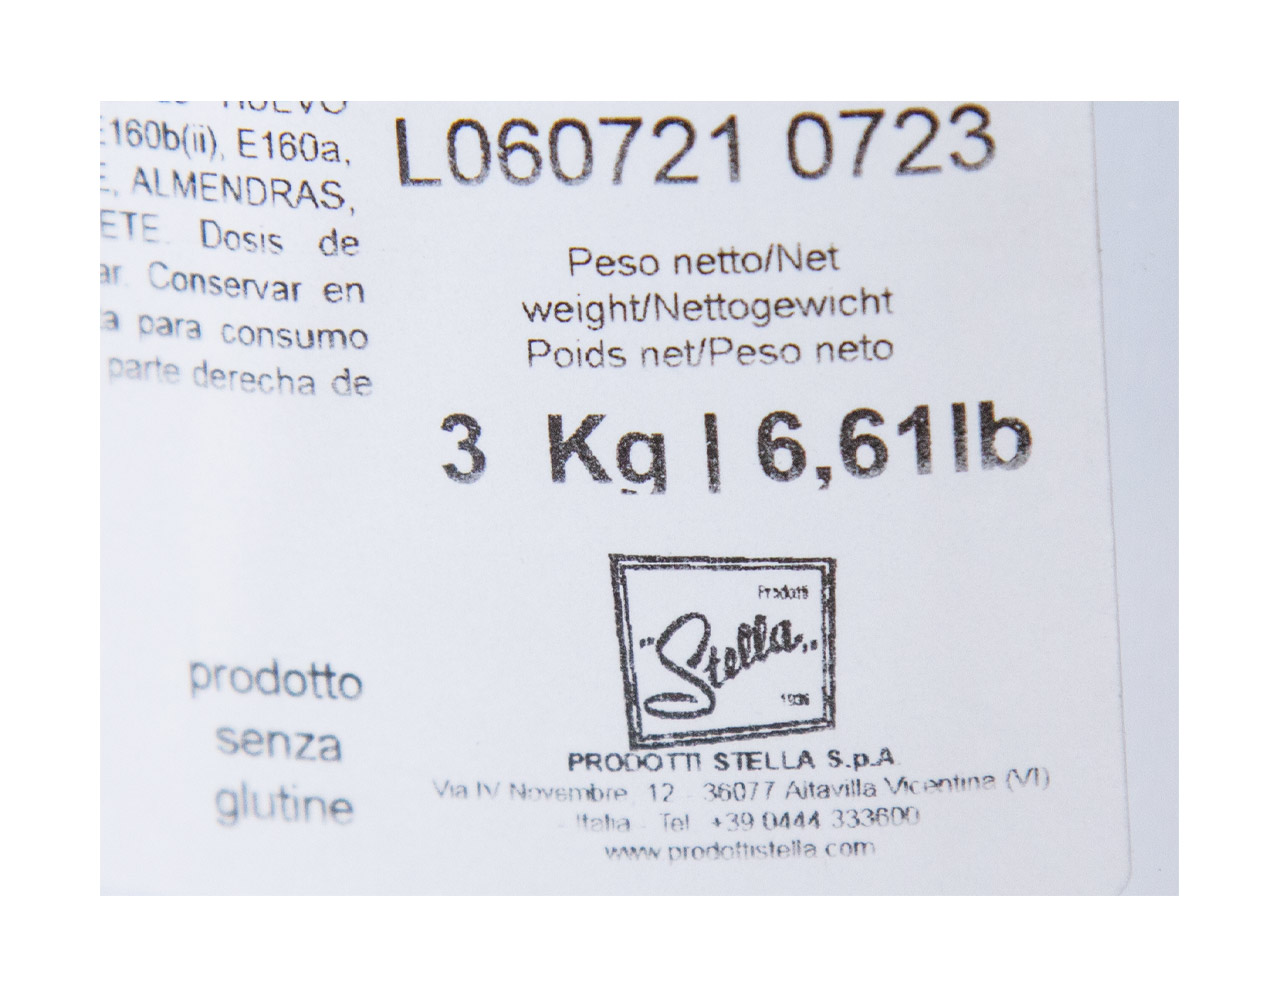 HUEVO
E160b(ii), E160a,
ALMENDRAS,
ETE. Dosis de
ar. Conservar en
a para consumo
parte derecha de
L060721 0723
Peso netto/Net
weight/Nettogewicht
Poids net/Peso neto
3 Kg | 6,61lb
Prodotti
"Stella"
1936
PRODOTTI STELLA S.p.A.
Via IV Novembre, 12 - 36077 Altavilla Vicentina (VI)
Italia - Tel. +39 0444 333600
www.prodottistella.com
prodotto
senza
glutine